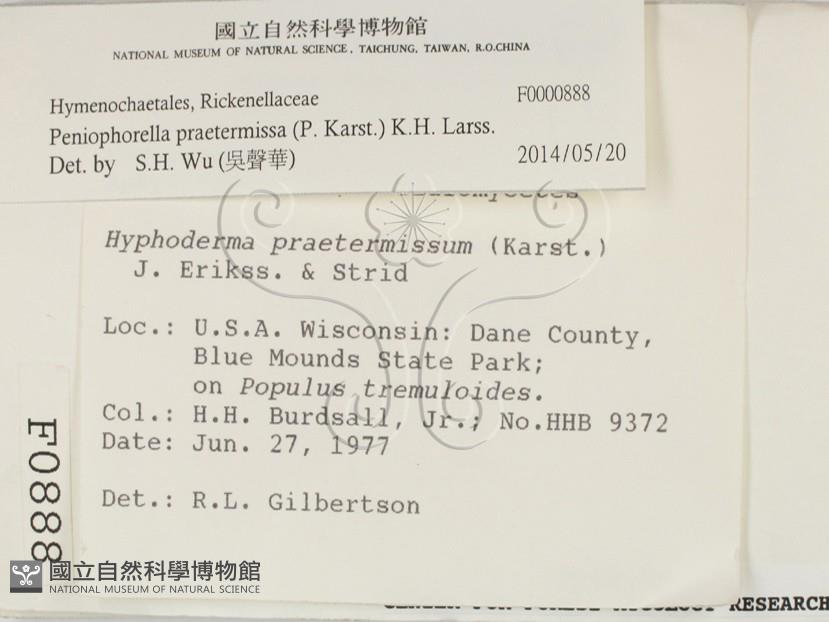 國立自然科學博物館
NATIONAL MUSEUM OF NATURAL SCIENCE, TAICHUNG, TAIWAN, R.O.CHINA
Hymenochaetales, Rickenellaceae F0000888
Peniophorella praetermissa (P. Karst.) K.H. Larss.
Det. by S.H. Wu (吳聲華) 2014/05/20
Hyphoderma praetermissum (Karst.)
J. Erikss. & Strid
Loc.: U.S.A. Wisconsin: Dane County,
Blue Mounds State Park;
on Populus tremuloides.
Col.: H.H. Burdsall, Jr.; No.HHB 9372
Date: Jun. 27, 1977
Det.: R.L. Gilbertson
F0888
國立自然科學博物館
NATIONAL MUSEUM OF NATURAL SCIENCE
RESEARCH